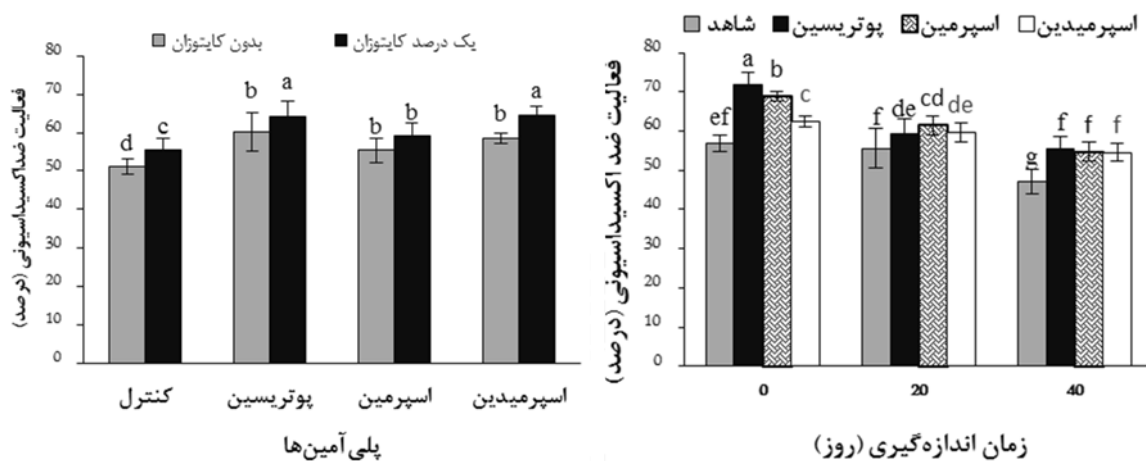 بدون کایتوزان
یک درصد کایتوزان
فعالیت ضداکسیداسیونی (درصد)
80
70
60
50
40
30
20
10
0
d c b a b b b a
کنترل پوتریسین اسپرمین اسپرمیدین
پلی‌آمین‌ها
شاهد پوتریسین اسپرمین اسپرمیدین
فعالیت ضد اکسیداسیونی (درصد)
80
70
60
50
40
30
20
10
0
ef a b c f de cd de g f f f
0 20 40
زمان اندازه‌گیری (روز)